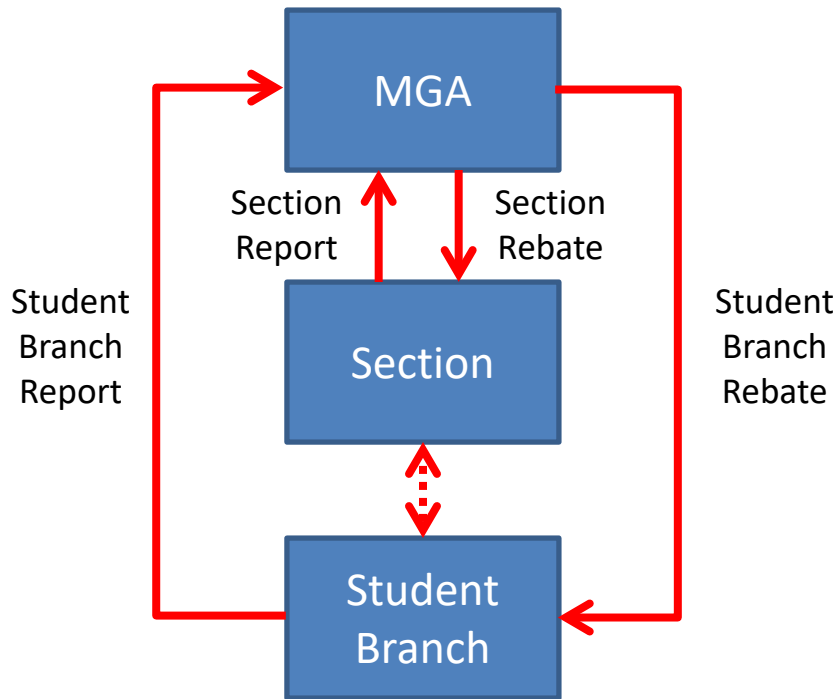 MGA
Section
Report
Section
Rebate
Student
Branch
Report
Section
Student
Branch
Rebate
Student
Branch